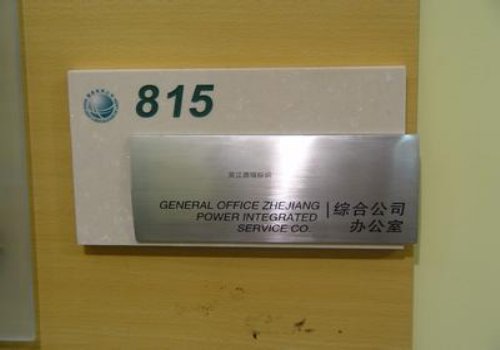 815
GENERAL OFFICE ZHEJIANG
POWER INTEGRATED
SERVICE CO.
综合公司
办公室